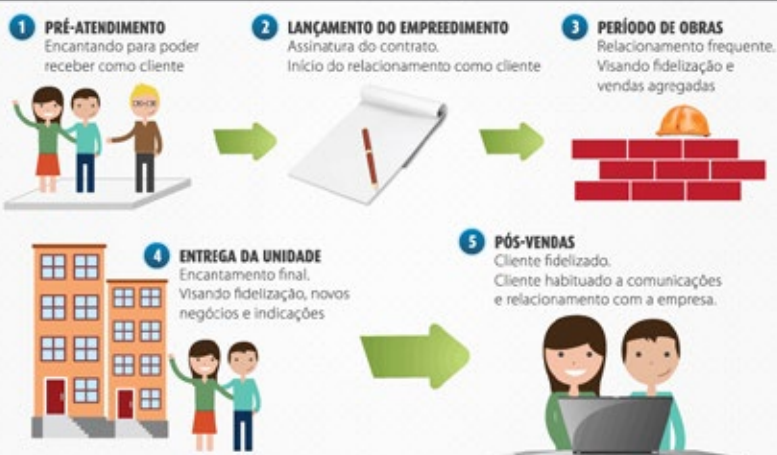 1 PRÉ-ATENDIMENTO
Encantando para poder
receber como cliente
2 LANÇAMENTO DO EMPREEDIMENTO
Assinatura do contrato.
Início do relacionamento como cliente
3 PERÍODO DE OBRAS
Relacionamento frequente.
Visando fidelização e
vendas agregadas
4 ENTREGA DA UNIDADE
Encantamento final.
Visando fidelização, novos
negócios e indicações
5 PÓS-VENDAS
Cliente fidelizado.
Cliente habituado a comunicações
e relacionamento com a empresa.